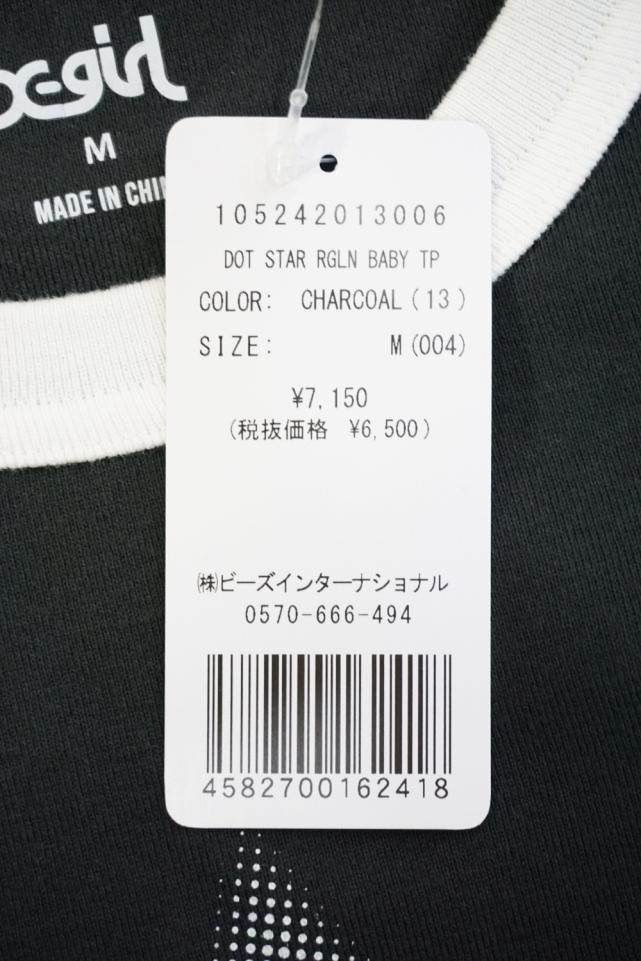 x-girl
M
MADE IN CHI
105242013006
DOT STAR RGLN BABY TP
COLOR: CHARCOAL(13)
SIZE: M(004)
¥7,150
(税抜価格 ¥6,500)
㈱ビーズインターナショナル
0570-666-494
4582700162418